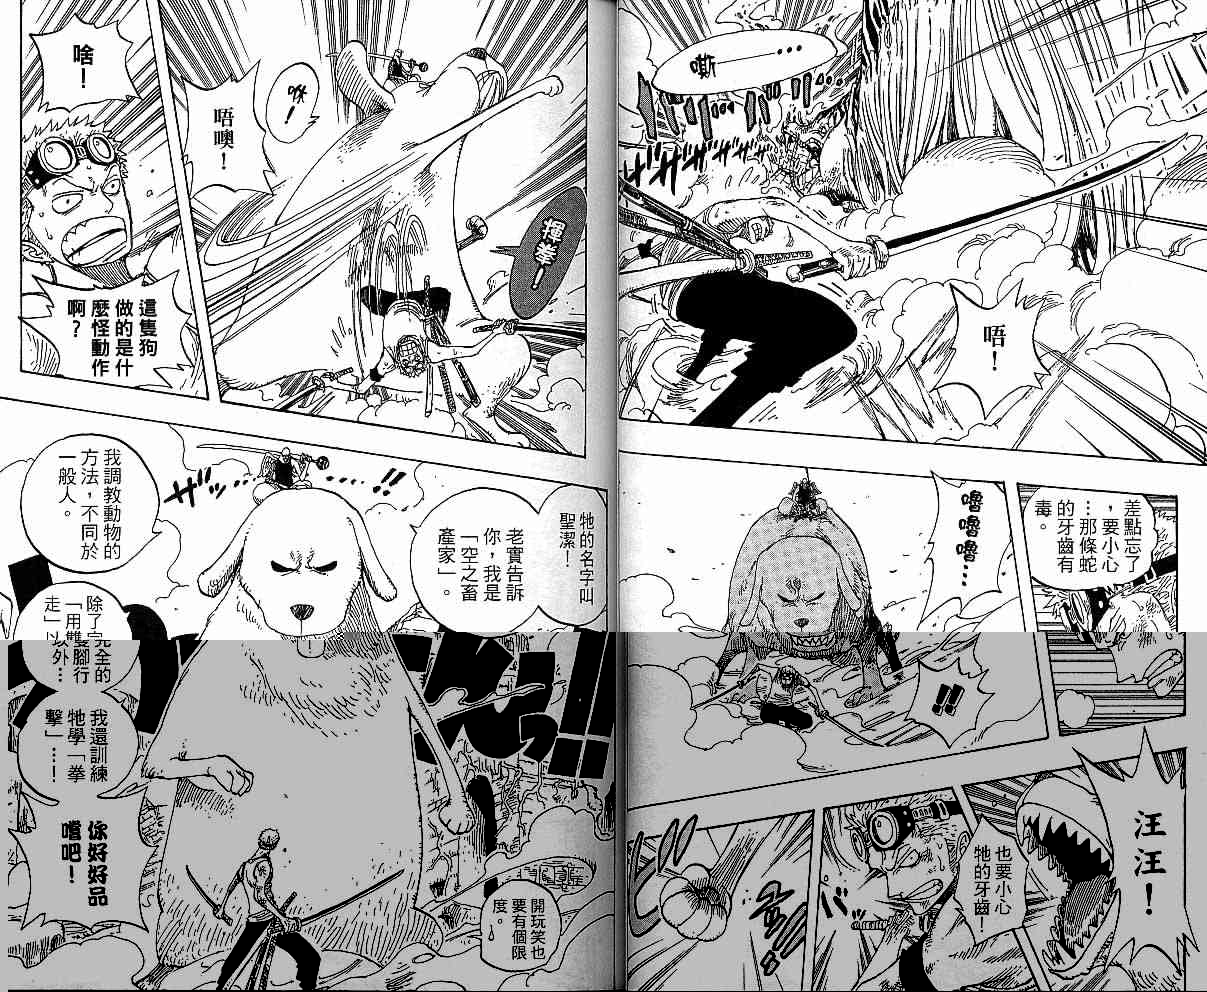 嘶——…
唔！
差點忘了
，要小心
…那條蛇
的牙齒有
毒。
嚕嚕嚕…
!!
汪汪！
也要小心
牠的牙齒！
揮拳！
咻！
唔噢！
啥！
這隻狗
做的是什
麼怪動作
啊？
牠的名字叫
聖潔！
老實告訴
你，我是
「空之畜
產家」。
我調教動物的
方法，不同於
一般人。
除了完全的
「用雙腳行
走」以外…
我還訓練
牠學「拳
擊」…！
你好好品
嚐吧！
開玩笑也
要有個限
度。